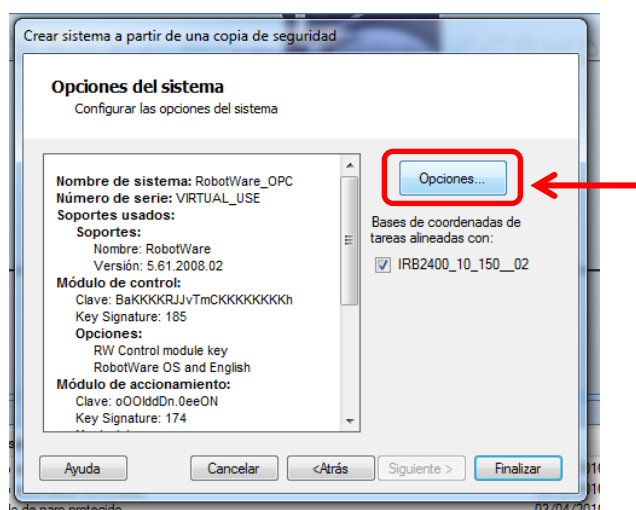 Crear sistema a partir de una copia de seguridad
Opciones del sistema
Configurar las opciones del sistema
Nombre de sistema: RobotWare_OPC
Número de serie: VIRTUAL_USE
Soportes usados:
Soportes:
Nombre: RobotWare
Versión: 5.61.2008.02
Módulo de control:
Clave: BaKKKKRJJvTmCKKKKKKKKh
Key Signature: 185
Opciones:
RW Control module key
RobotWare OS and English
Módulo de accionamiento:
Clave: oOOIddDn.0eeON
Key Signature: 174
Opciones...
Bases de coordenadas de
tareas alineadas con:
IRB2400_10_150__02
Ayuda
Cancelar
<Atrás
Siguiente >
Finalizar